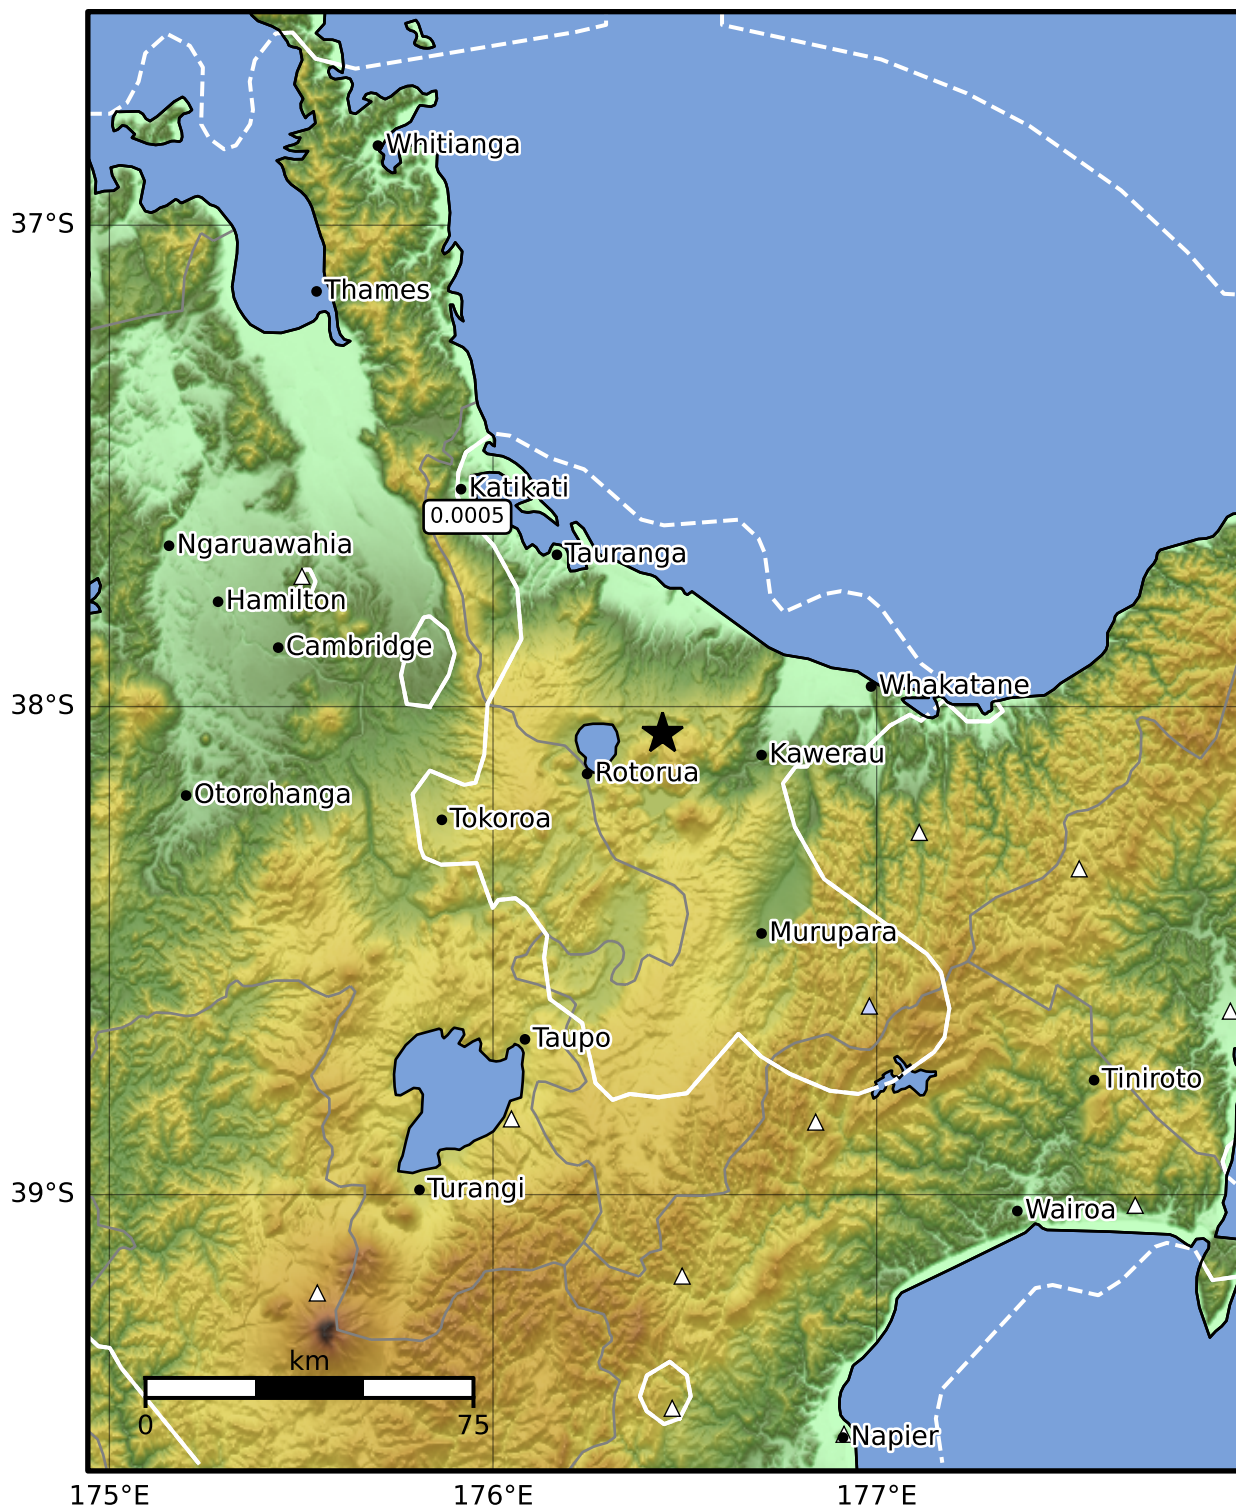 Whitianga
37°S
Thames
Katikati
0.0005
Ngaruawahia
Tauranga
Hamilton
Cambridge
Whakatane
38°S
Kawerau
Rotorua
Otorohanga
Tokoroa
Murupara
Taupo
Tiniroto
Turangi
39°S
Wairoa
km
0
75
Napier
175°E
176°E
177°E